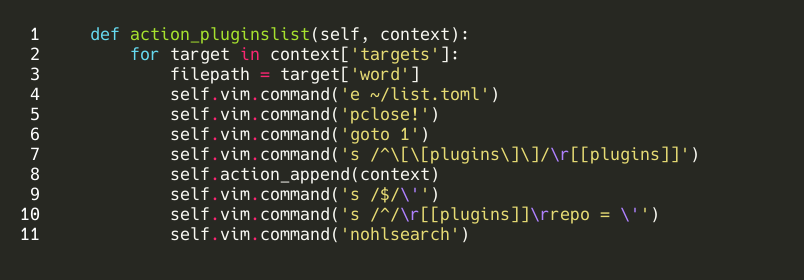 1     def action_pluginslist(self, context):
2         for target in context['targets']:
3             filepath = target['word']
4             self.vim.command('e ~/list.toml')
5             self.vim.command('pclose!')
6             self.vim.command('goto 1')
7             self.vim.command('s /^\[\[plugins\]\]/\r[[plugins]]')
8             self.action_append(context)
9             self.vim.command('s /$/\'')
10            self.vim.command('s /^/\r[[plugins]]\rrepo = \'')
11            self.vim.command('nohlsearch')